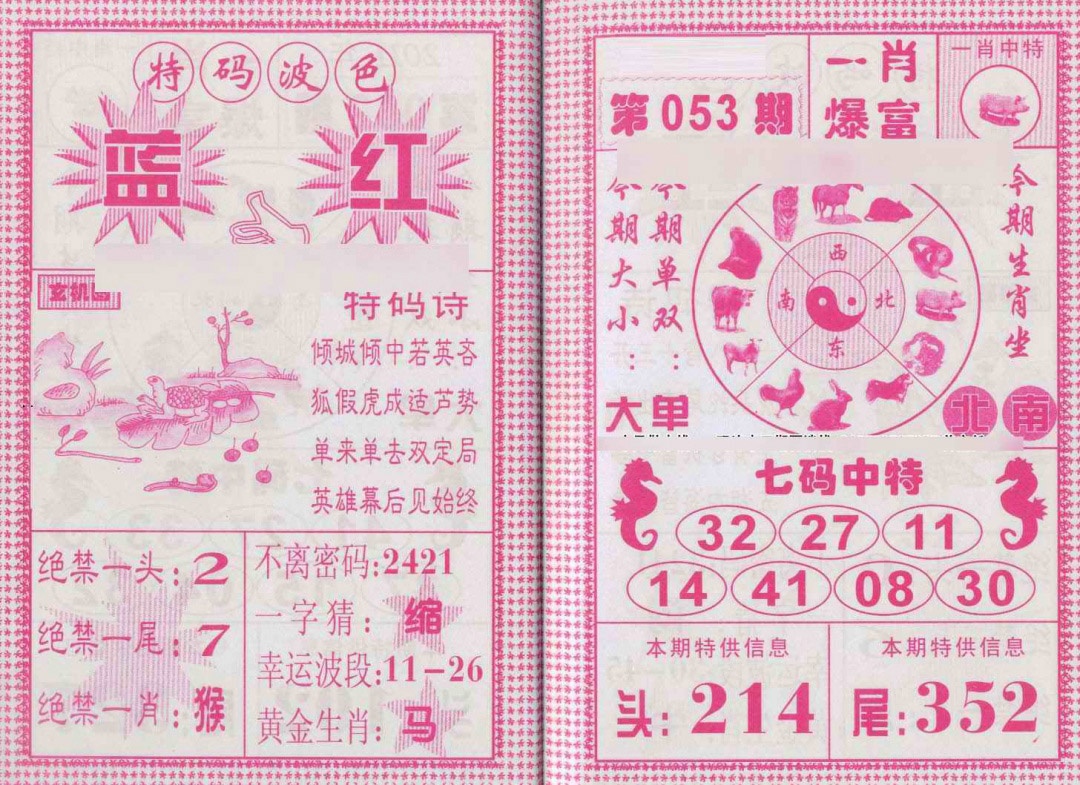 特码波色
蓝 红
特码诗
倾城倾中若英吝
狐假虎成适芦势
单来单去双定局
英雄幕后见始终
绝禁一头:2
绝禁一尾:7
绝禁一肖:猴
不离密码:2421
一字猜:缩
幸运波段:11-26
黄金生肖:马
第053期
一肖
爆富
一肖中特
今期大小:大
今期单双:单
西
南 北
东
今期生肖坐
北 南
七码中特
32 27 11
14 41 08 30
本期特供信息
头:214
本期特供信息
尾:352